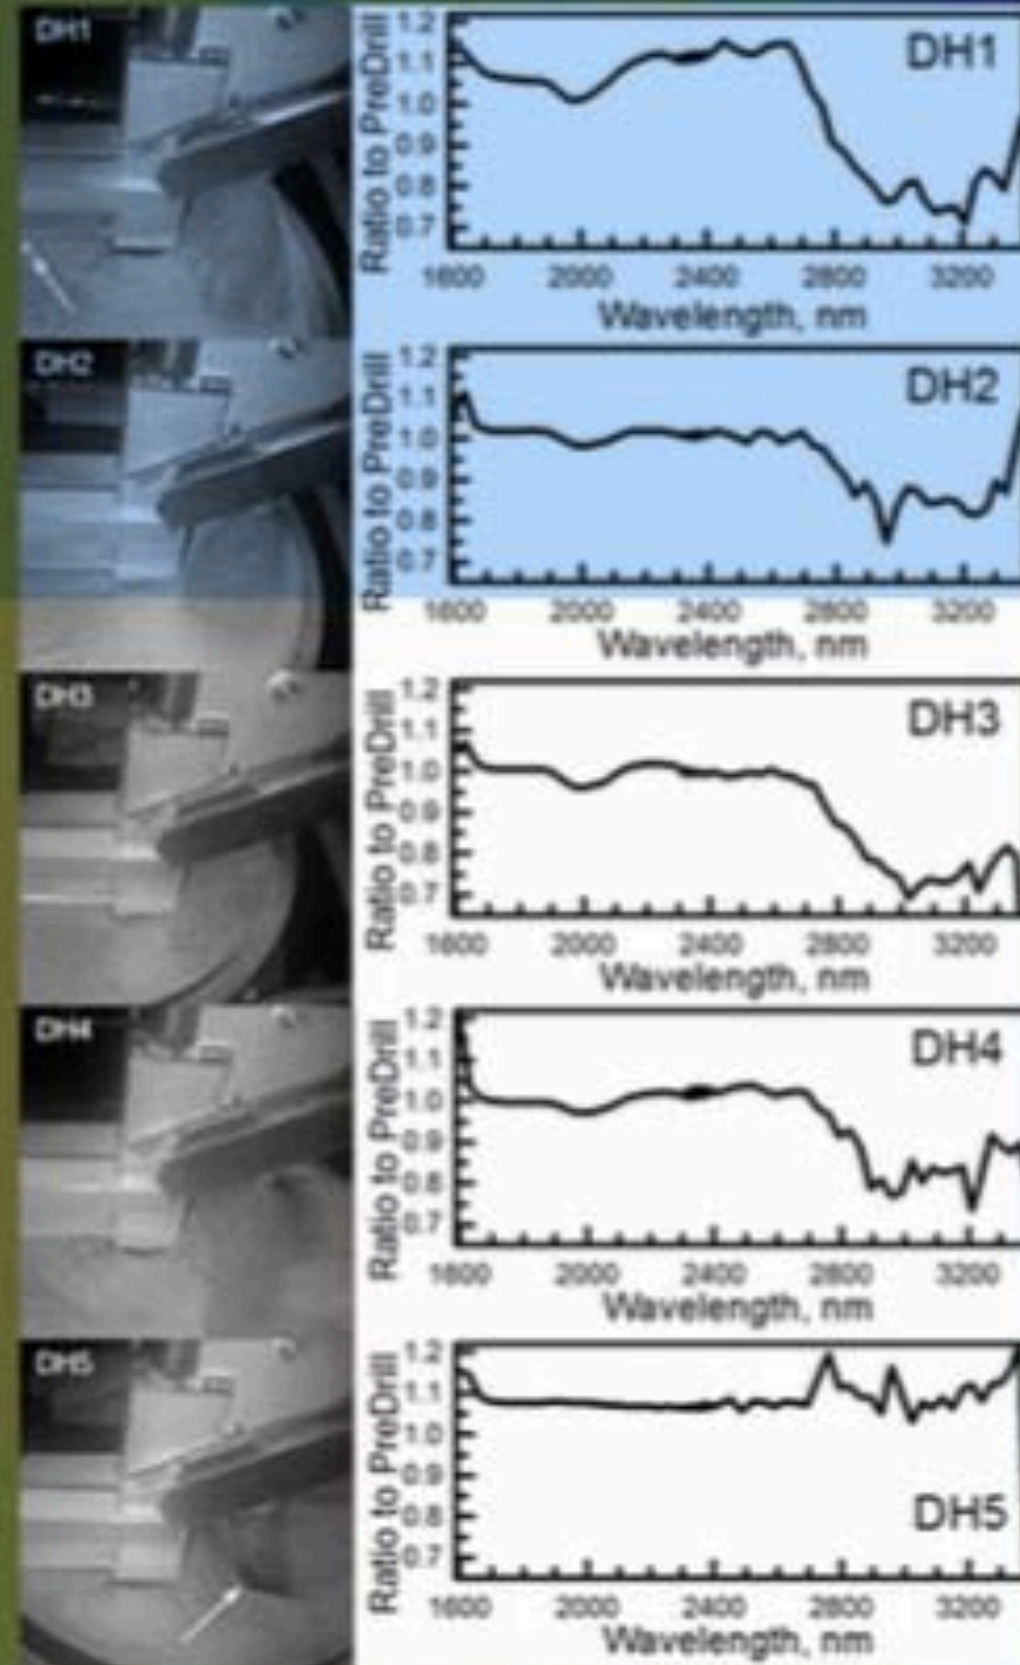 DH1
Ratio to PreDrill
1.2
1.1
1.0
0.9
0.8
0.7
DH1
1600 2000 2400 2800 3200
Wavelength, nm
DH2
Ratio to PreDrill
1.2
1.1
1.0
0.9
0.8
0.7
DH2
1600 2000 2400 2800 3200
Wavelength, nm
DH3
Ratio to PreDrill
1.2
1.1
1.0
0.9
0.8
0.7
DH3
1600 2000 2400 2800 3200
Wavelength, nm
DH4
Ratio to PreDrill
1.2
1.1
1.0
0.9
0.8
0.7
DH4
1600 2000 2400 2800 3200
Wavelength, nm
DH5
Ratio to PreDrill
1.2
1.1
1.0
0.9
0.8
0.7
DH5
1600 2000 2400 2800 3200
Wavelength, nm